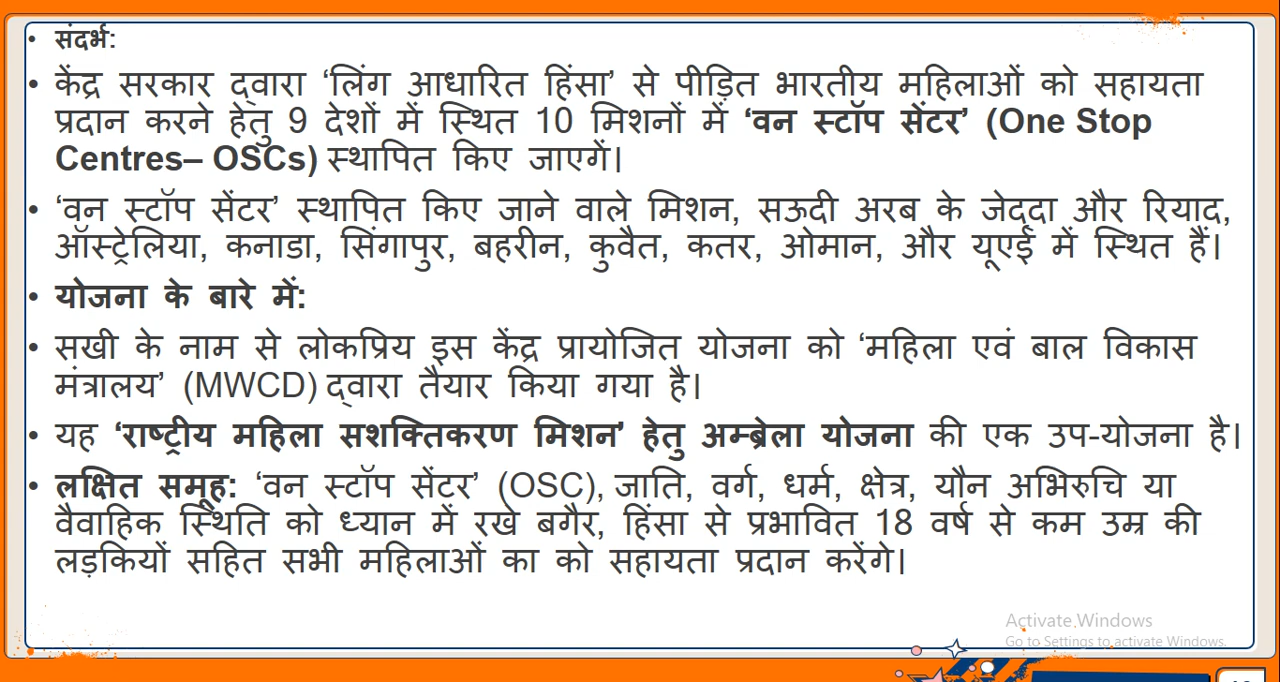 संदर्भ:
केंद्र सरकार द्वारा ‘लिंग आधारित हिंसा’ से पीड़ित भारतीय महिलाओं को सहायता
प्रदान करने हेतु 9 देशों में स्थित 10 मिशनों में ‘वन स्टॉप सेंटर’ (One Stop
Centres– OSCs) स्थापित किए जाएगें।
‘वन स्टॉप सेंटर’ स्थापित किए जाने वाले मिशन, सऊदी अरब के जेद्दा और रियाद,
ऑस्ट्रेलिया, कनाडा, सिंगापुर, बहरीन, कुवैत, कतर, ओमान, और यूएई में स्थित हैं।
योजना के बारे में:
सखी के नाम से लोकप्रिय इस केंद्र प्रायोजित योजना को ‘महिला एवं बाल विकास
मंत्रालय’ (MWCD) द्वारा तैयार किया गया है।
यह ‘राष्ट्रीय महिला सशक्तिकरण मिशन’ हेतु अम्ब्रेला योजना की एक उप-योजना है।
लक्षित समूह: ‘वन स्टॉप सेंटर’ (OSC), जाति, वर्ग, धर्म, क्षेत्र, यौन अभिरुचि या
वैवाहिक स्थिति को ध्यान में रखे बगैर, हिंसा से प्रभावित 18 वर्ष से कम उम्र की
लड़कियों सहित सभी महिलाओं का को सहायता प्रदान करेंगे।
Activate Windows
Go to Settings to activate Windows.